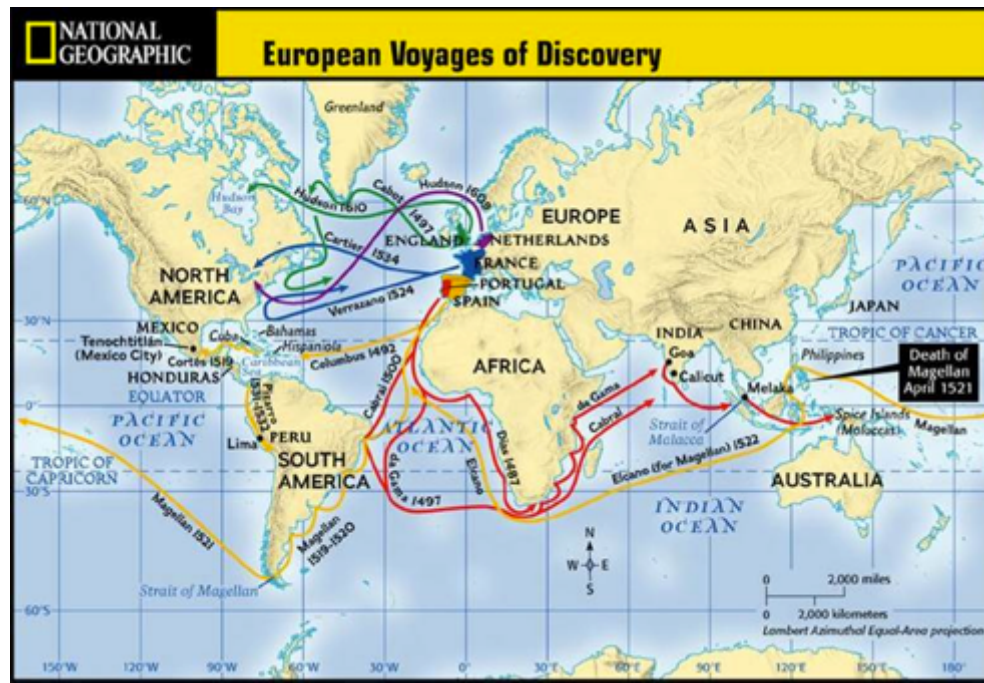 NATIONAL
GEOGRAPHIC
European Voyages of Discovery
Greenland
60°N
Hudson
Bay
Hudson 1610
Cabot 1497
Hudson 1609
EUROPE
ASIA
ENGLAND
NETHERLANDS
Cartier 1534
FRANCE
NORTH
AMERICA
PORTUGAL
Verrazano 1524
SPAIN
PACIFIC
OCEAN
JAPAN
30°N
MEXICO
Tenochtitlán
(Mexico City)
Cuba
Bahamas
Hispaniola
INDIA
CHINA
TROPIC OF CANCER
Cortés 1519
Caribbean
Sea
Columbus 1492
AFRICA
Goa
Calicut
Philippines
Death of
Magellan
April 1521
HONDURAS
EQUATOR
Pizarro
1531-1533
Cabral 1500
da Gama
Cabral
Melaka
0°
PACIFIC
OCEAN
ATLANTIC
OCEAN
Strait of
Malacca
Spice Islands
(Moluccas)
Magellan
Lima
PERU
Dias 1487
Elcano
TROPIC OF
CAPRICORN
SOUTH
AMERICA
da Gama 1497
Elcano (for Magellan) 1522
AUSTRALIA
30°S
Magellan 1521
Magellan
1519-1520
INDIAN
OCEAN
N
W E
S
Strait of Magellan
0 2,000 miles
0 2,000 kilometers
60°S
Lambert Azimuthal Equal-Area projection
150°W 120°W 90°W 60°W 30°W 0° 30°E 60°E 90°E 120°E 150°E 180°